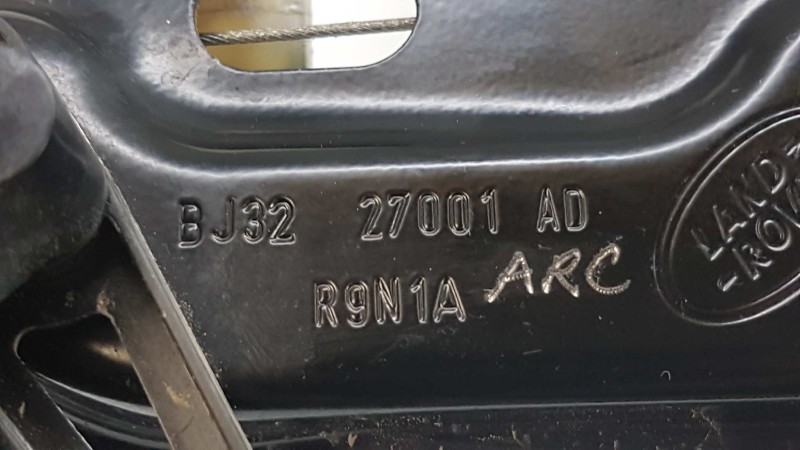 BJ32 27001 AD
R9N1A ARC
LAND-
-ROVER